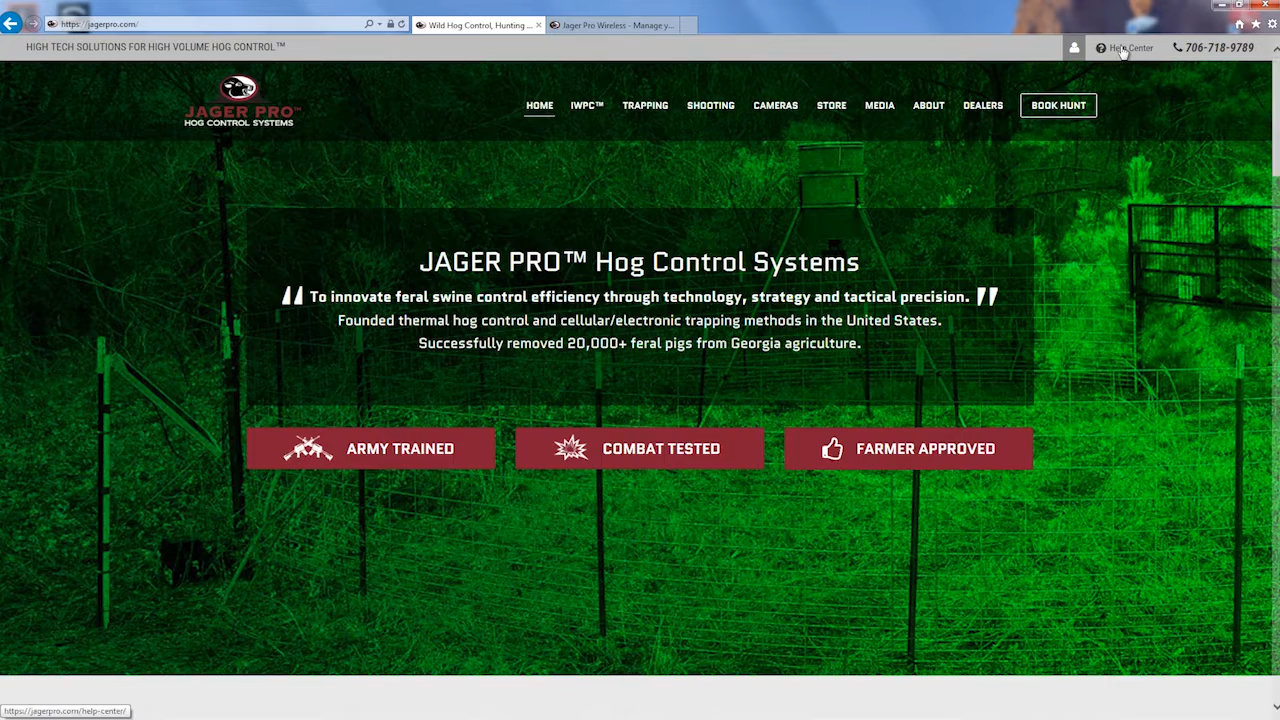 https://jagerpro.com/
Wild Hog Control, Hunting ...
Jager Pro Wireless - Manage y...
HIGH TECH SOLUTIONS FOR HIGH VOLUME HOG CONTROL™
Help Center
706-718-9789
JAGER PRO™
HOG CONTROL SYSTEMS
HOME
IWPC™
TRAPPING
SHOOTING
CAMERAS
STORE
MEDIA
ABOUT
DEALERS
BOOK HUNT
JAGER PRO™ Hog Control Systems
“ To innovate feral swine control efficiency through technology, strategy and tactical precision. ”
Founded thermal hog control and cellular/electronic trapping methods in the United States.
Successfully removed 20,000+ feral pigs from Georgia agriculture.
ARMY TRAINED
COMBAT TESTED
FARMER APPROVED
https://jagerpro.com/help-center/